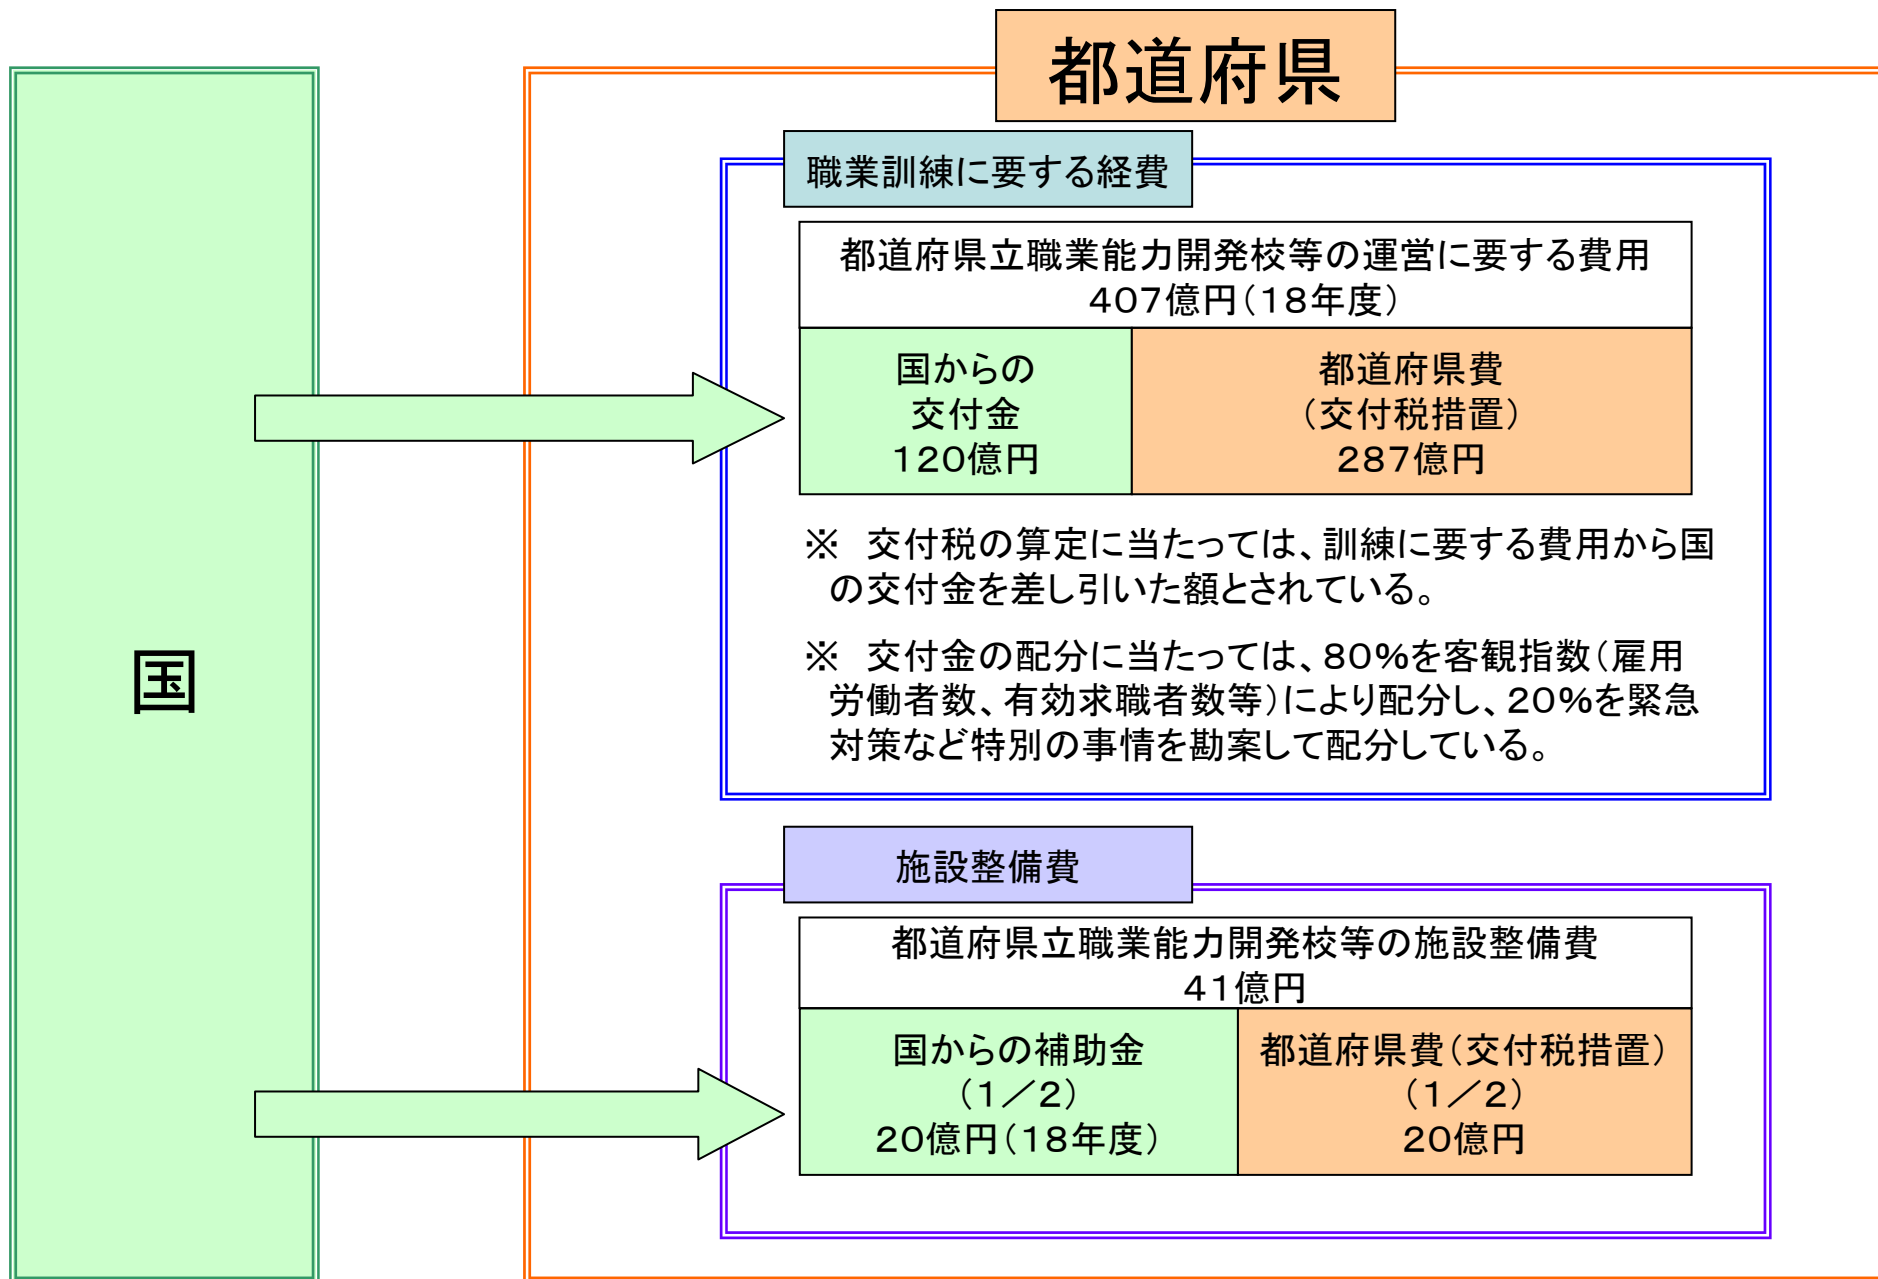 都道府県
国
職業訓練に要する経費
都道府県立職業能力開発校等の運営に要する費用
407億円（18年度）
国からの
交付金
120億円
都道府県費
（交付税措置）
287億円
※　交付税の算定に当たっては、訓練に要する費用から国
の交付金を差し引いた額とされている。
※　交付金の配分に当たっては、80%を客観指数（雇用
労働者数、有効求職者数等）により配分し、20%を緊急
対策など特別の事情を勘案して配分している。
施設整備費
都道府県立職業能力開発校等の施設整備費
41億円
国からの補助金
（1／2）
20億円（18年度）
都道府県費（交付税措置）
（1／2）
20億円